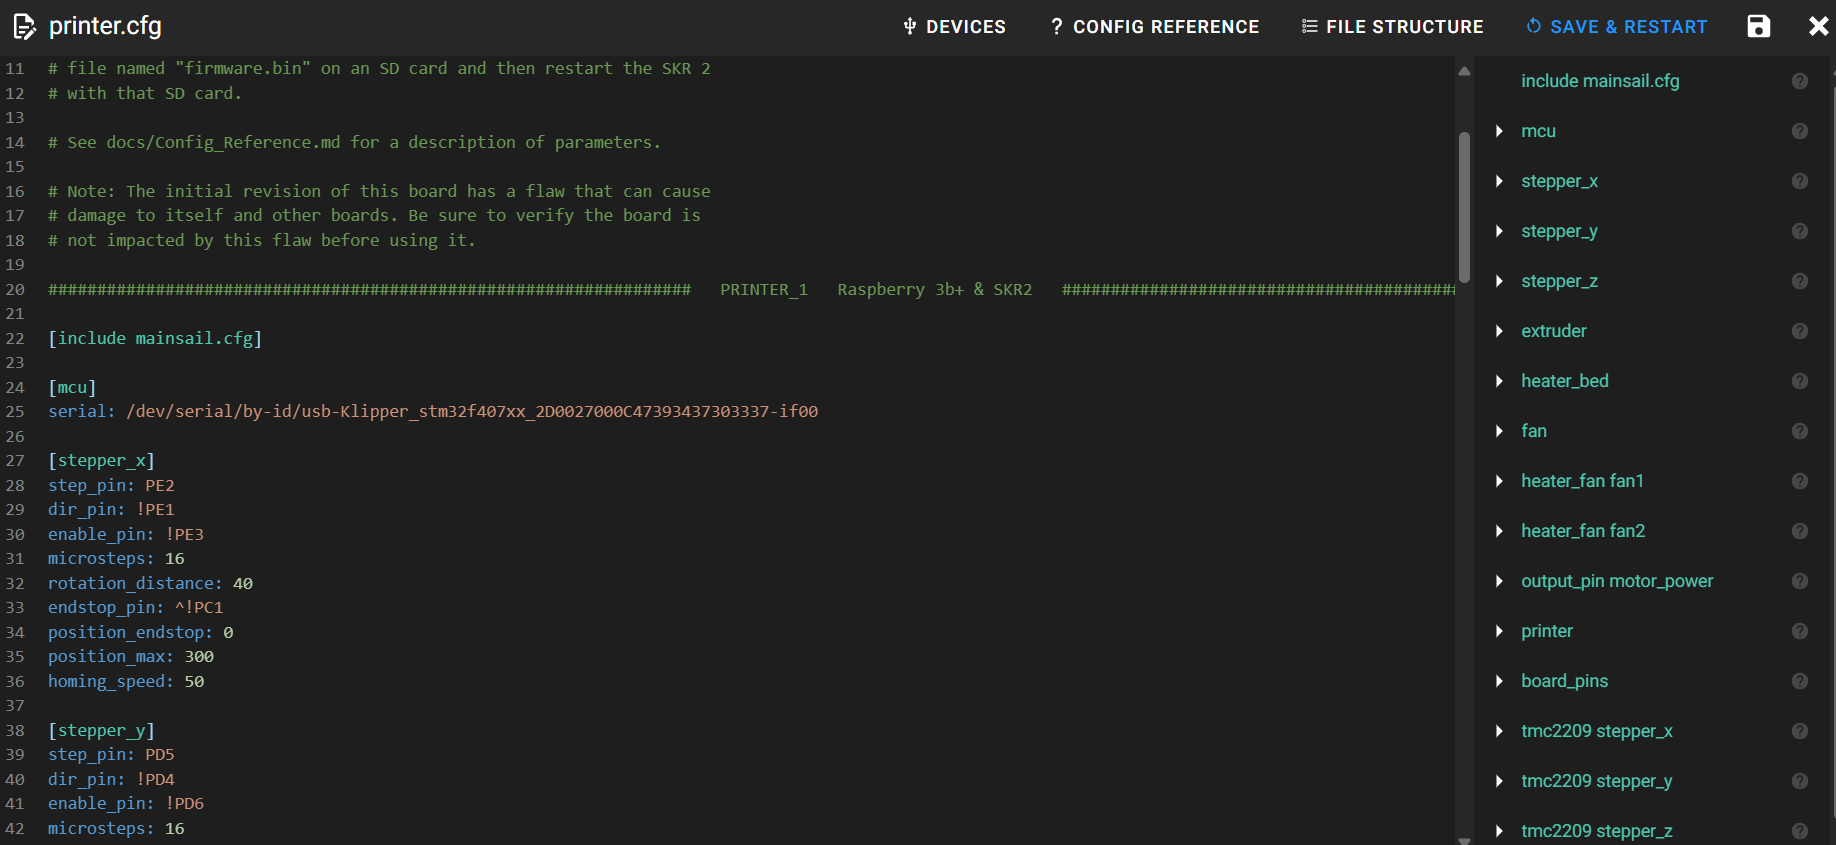 printer.cfg
DEVICES
? CONFIG REFERENCE
FILE STRUCTURE
SAVE & RESTART
11 # file named "firmware.bin" on an SD card and then restart the SKR 2
12 # with that SD card.
13
14 # See docs/Config_Reference.md for a description of parameters.
15
16 # Note: The initial revision of this board has a flaw that can cause
17 # damage to itself and other boards. Be sure to verify the board is
18 # not impacted by this flaw before using it.
19
20 ################################################################## PRINTER_1 Raspberry 3b+ & SKR2 #########################################
21
22 [include mainsail.cfg]
23
24 [mcu]
25 serial: /dev/serial/by-id/usb-Klipper_stm32f407xx_2D0027000C47393437303337-if00
26
27 [stepper_x]
28 step_pin: PE2
29 dir_pin: !PE1
30 enable_pin: !PE3
31 microsteps: 16
32 rotation_distance: 40
33 endstop_pin: ^!PC1
34 position_endstop: 0
35 position_max: 300
36 homing_speed: 50
37
38 [stepper_y]
39 step_pin: PD5
40 dir_pin: !PD4
41 enable_pin: !PD6
42 microsteps: 16
include mainsail.cfg
mcu
stepper_x
stepper_y
stepper_z
extruder
heater_bed
fan
heater_fan fan1
heater_fan fan2
output_pin motor_power
printer
board_pins
tmc2209 stepper_x
tmc2209 stepper_y
tmc2209 stepper_z